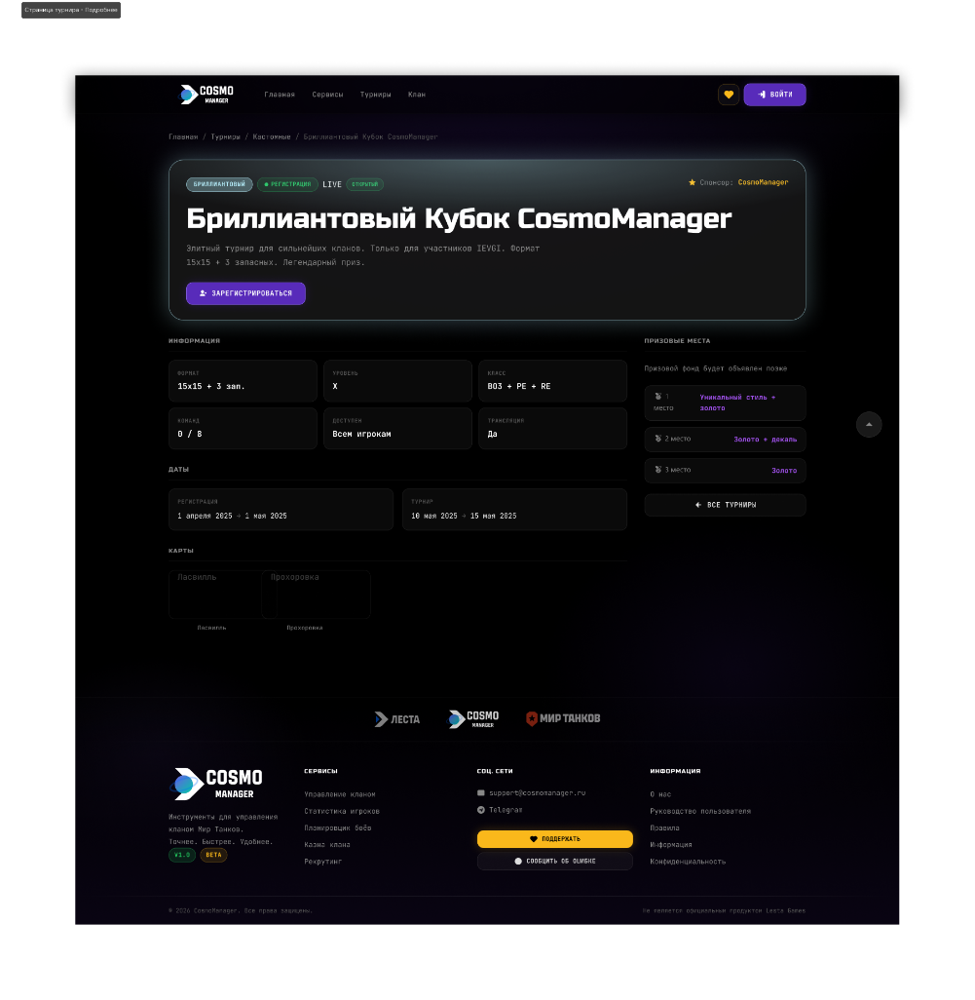 Страница турнира - Подробнее
COSMO
MANAGER
Главная
Сервисы
Турниры
Клан
ВОЙТИ
Главная / Турниры / Кастомные / Бриллиантовый Кубок CosmoManager
БРИЛЛИАНТОВЫЙ
РЕГИСТРАЦИЯ
LIVE
ОТКРЫТЫЙ
Спонсор: CosmoManager
Бриллиантовый Кубок CosmoManager
Элитный турнир для сильнейших кланов. Только для участников IEVGI. Формат
15x15 + 3 запасных. Легендарный приз.
ЗАРЕГИСТРИРОВАТЬСЯ
ИНФОРМАЦИЯ
ФОРМАТ
15x15 + 3 зап.
УРОВЕНЬ
X
КЛАСС
BO3 + PE + RE
КОМАНД
0 / 8
ДОСТУПЕН
Всем игрокам
ТРАНСЛЯЦИЯ
Да
ДАТЫ
РЕГИСТРАЦИЯ
1 апреля 2025 → 1 мая 2025
ТУРНИР
10 мая 2025 → 15 мая 2025
КАРТЫ
Ласвилль
Прохоровка
Ласвилль
Прохоровка
ПРИЗОВЫЕ МЕСТА
Призовой фонд будет объявлен позже
1
место
Уникальный стиль +
золото
2 место
Золото + декаль
3 место
Золото
← ВСЕ ТУРНИРЫ
ЛЕСТА
COSMO
MANAGER
МИР ТАНКОВ
COSMO
MANAGER
Инструменты для управления
кланом Мир Танков.
Точнее. Быстрее. Удобнее.
V1.0
BETA
СЕРВИСЫ
Управление кланом
Статистика игроков
Планировщик боёв
Казна клана
Рекрутинг
СОЦ. СЕТИ
support@cosmomanager.ru
Telegram
ПОДДЕРЖАТЬ
СООБЩИТЬ ОБ ОШИБКЕ
ИНФОРМАЦИЯ
О нас
Руководство пользователя
Правила
Информация
Конфиденциальность
© 2026 CosmoManager. Все права защищены.
Не является официальным продуктом Lesta Games